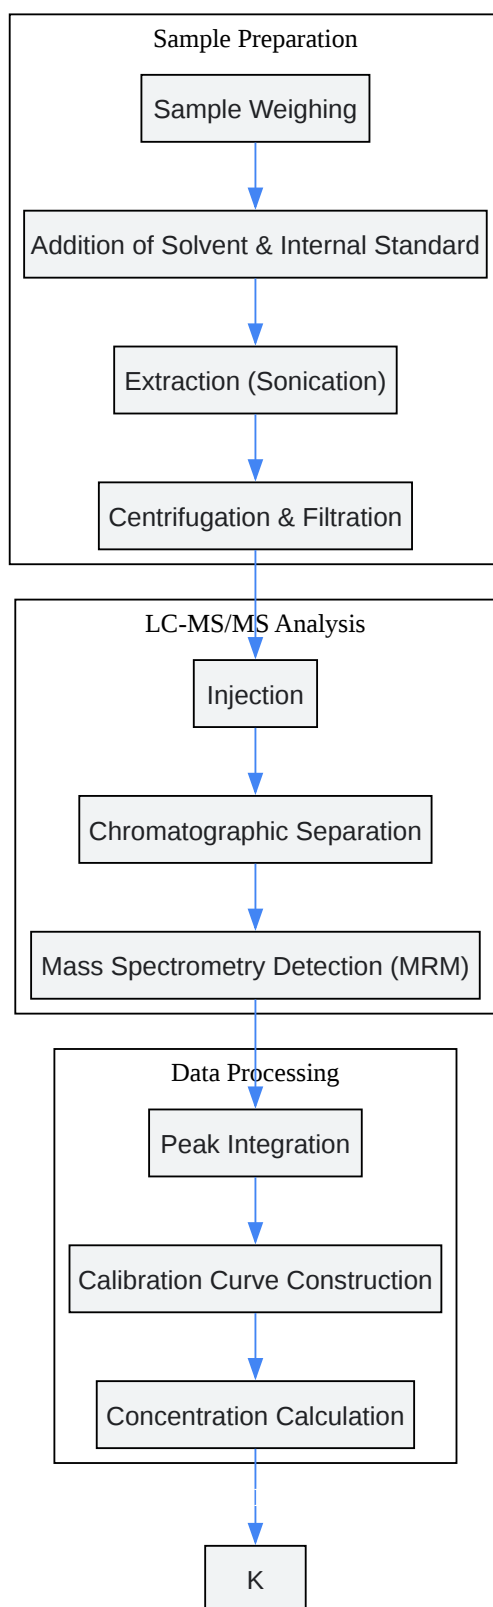 Sample Preparation
Sample Weighing
Addition of Solvent & Internal Standard
Extraction (Sonication)
Centrifugation & Filtration
LC-MS/MS Analysis
Injection
Chromatographic Separation
Mass Spectrometry Detection (MRM)
Data Processing
Peak Integration
Calibration Curve Construction
Concentration Calculation
K